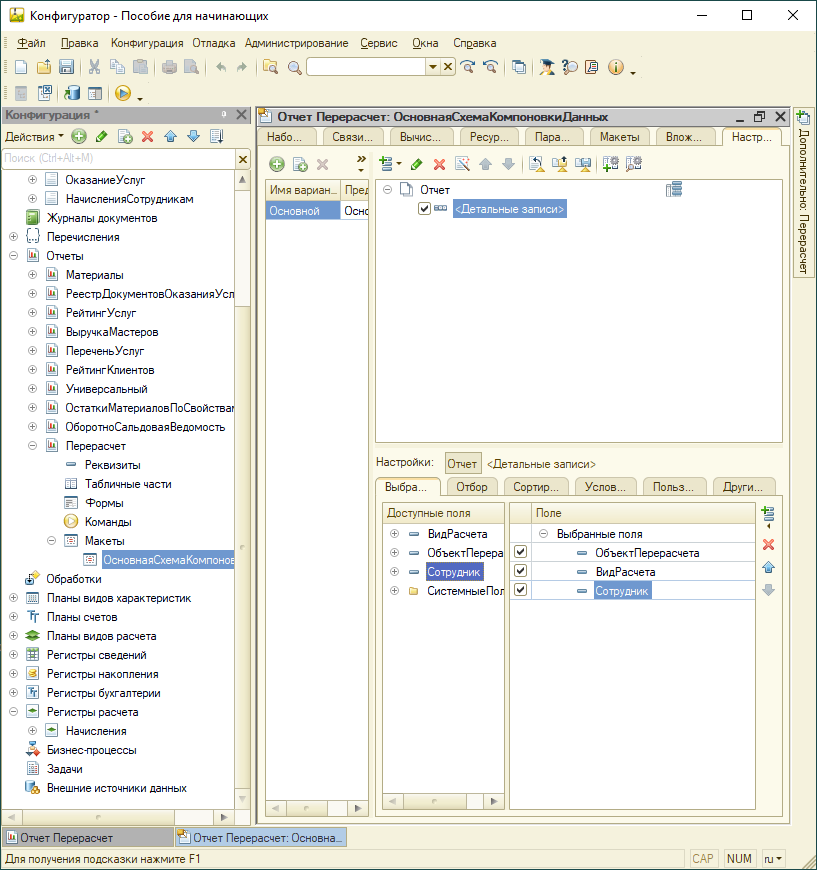 Конфигуратор - Пособие для начинающих
Файл Правка Конфигурация Отладка Администрирование Сервис Окна Справка
Конфигурация *
Действия
Поиск (Ctrl+Alt+M)
ОказаниеУслуг
НачисленияСотрудникам
Журналы документов
Перечисления
Отчеты
Материалы
РеестрДокументовОказанияУсл
РейтингУслуг
ВыручкаМастеров
ПереченьУслуг
РейтингКлиентов
Универсальный
ОстаткиМатериаловПоСвойствам
ОборотноСальдоваяВедомость
Перерасчет
Реквизиты
Табличные части
Формы
Команды
Макеты
ОсновнаяСхемаКомпонов
Обработки
Планы видов характеристик
Планы счетов
Планы видов расчета
Регистры сведений
Регистры накопления
Регистры бухгалтерии
Регистры расчета
Начисления
Бизнес-процессы
Задачи
Внешние источники данных
Отчет Перерасчет: ОсновнаяСхемаКомпоновкиДанных
Набо... Связи... Вычис... Ресур... Пара... Макеты Влож... Настр...
Имя вариан... Пред
Основной Осно
Отчет
<Детальные записи>
Настройки: Отчет <Детальные записи>
Выбра... Отбор Сортир... Услов... Польз... Други...
Доступные поля
ВидРасчета
ОбъектПерера
Сотрудник
СистемныеПол
Поле
Выбранные поля
ОбъектПерерасчета
ВидРасчета
Сотрудник
Дополнительно: Перерасчет
Отчет Перерасчет Отчет Перерасчет: Основна...
Для получения подсказки нажмите F1 CAP NUM ru